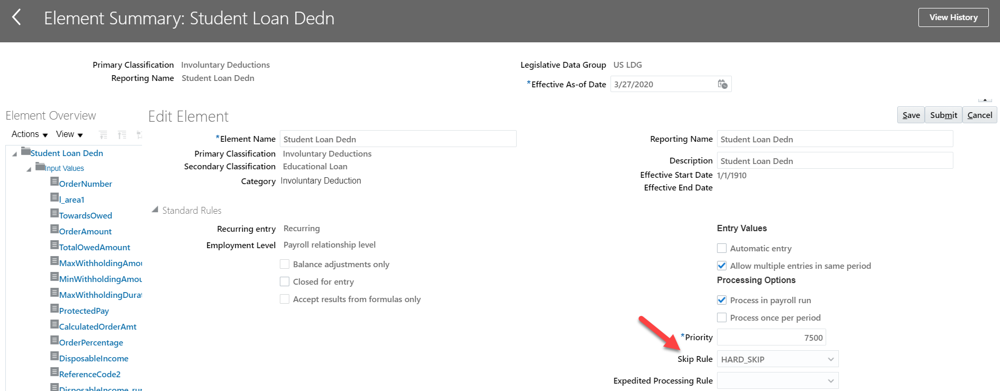 Element Summary: Student Loan Dedn
View History
Primary Classification Involuntary Deductions
Reporting Name Student Loan Dedn
Legislative Data Group US LDG
*Effective As-of Date 3/27/2020
Element Overview
Actions View
Student Loan Dedn
Input Values
OrderNumber
l_area1
TowardsOwed
OrderAmount
TotalOwedAmount
MaxWithholdingAmou
MinWithholdingAmou
MaxWithholdingDurat
ProtectedPay
CalculatedOrderAmt
OrderPercentage
DisposableIncome
ReferenceCode2
DisposableIncome_run
Edit Element
Save Submit Cancel
*Element Name Student Loan Dedn
Primary Classification Involuntary Deductions
Secondary Classification Educational Loan
Category Involuntary Deduction
Reporting Name Student Loan Dedn
Description Student Loan Dedn
Effective Start Date 1/1/1910
Effective End Date
Standard Rules
Recurring entry Recurring
Employment Level Payroll relationship level
Balance adjustments only
Closed for entry
Accept results from formulas only
Entry Values
Automatic entry
Allow multiple entries in same period
Processing Options
Process in payroll run
Process once per period
*Priority 7500
Skip Rule HARD_SKIP
Expedited Processing Rule